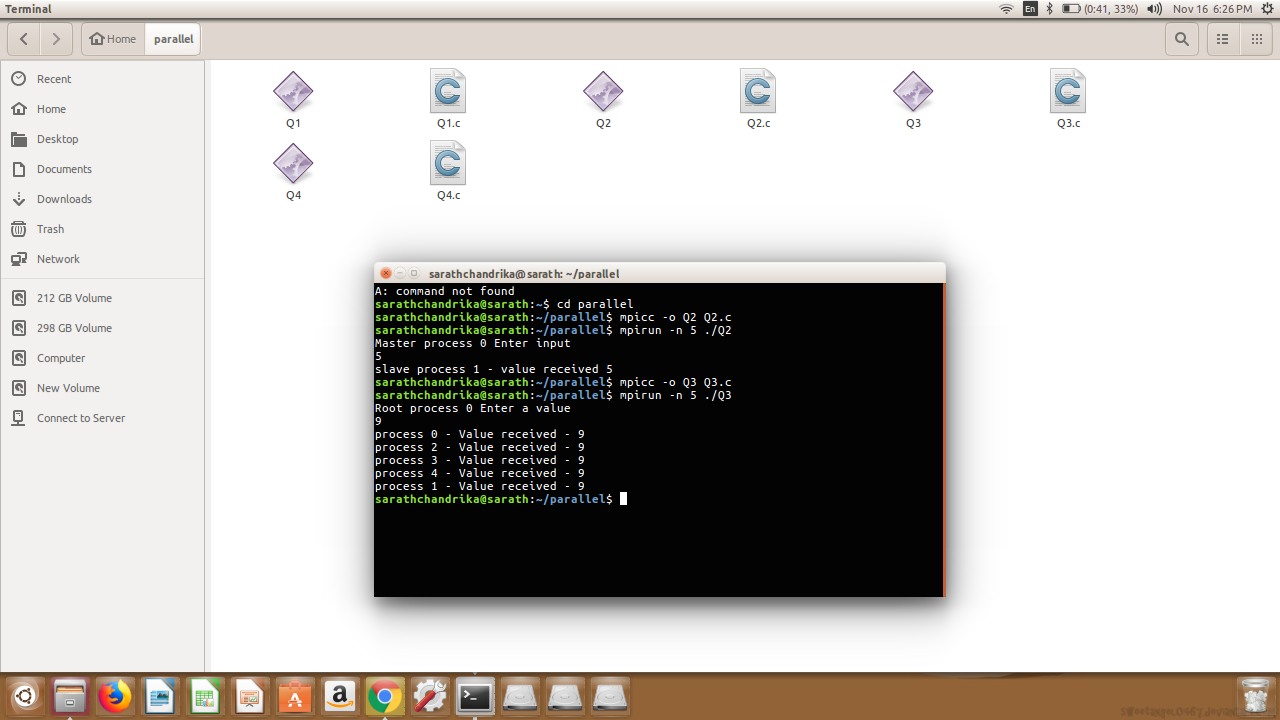 Terminal
En
(0:41, 33%)
Nov 16 6:26 PM
Home
parallel
Recent
Home
Desktop
Documents
Downloads
Trash
Network
212 GB Volume
298 GB Volume
Computer
New Volume
Connect to Server
Q1
Q1.c
Q2
Q2.c
Q3
Q3.c
Q4
Q4.c
sarathchandrika@sarath: ~/parallel
A: command not found
sarathchandrika@sarath:~$ cd parallel
sarathchandrika@sarath:~/parallel$ mpicc -o Q2 Q2.c
sarathchandrika@sarath:~/parallel$ mpirun -n 5 ./Q2
Master process 0 Enter input
5
slave process 1 - value received 5
sarathchandrika@sarath:~/parallel$ mpicc -o Q3 Q3.c
sarathchandrika@sarath:~/parallel$ mpirun -n 5 ./Q3
Root process 0 Enter a value
9
process 0 - Value received - 9
process 2 - Value received - 9
process 3 - Value received - 9
process 4 - Value received - 9
process 1 - Value received - 9
sarathchandrika@sarath:~/parallel$